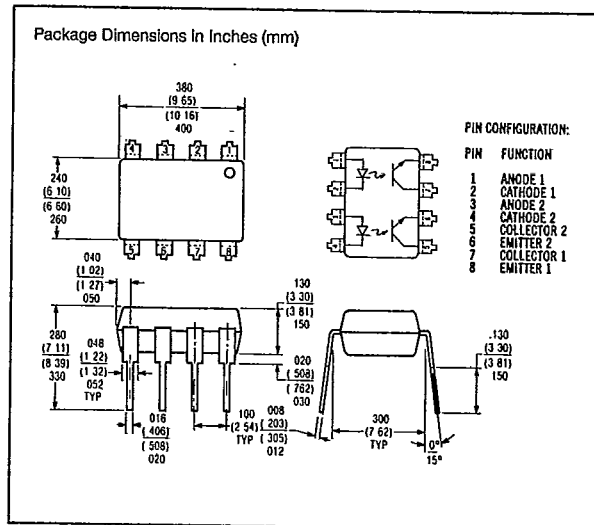 Package Dimensions in Inches (mm)
380
(9 65)
(10 16)
400
4 3 2 1
5 6 7 8
240
(6 10)
(6 60)
260
PIN CONFIGURATION:
PIN FUNCTION
1 ANODE 1
2 CATHODE 1
3 ANODE 2
4 CATHODE 2
5 COLLECTOR 2
6 EMITTER 2
7 COLLECTOR 1
8 EMITTER 1
040
(1 02)
(1 27)
050
130
(3 30)
(3 81)
150
280
(7 11)
(8 39)
330
048
(1 22)
(1 32)
052
TYP
020
(508)
(762)
030
016
(406)
(508)
020
100
(2 54)
TYP
008
(203)
(305)
012
300
(7 62)
TYP
.130
(3 30)
(3 81)
150
0°
15°